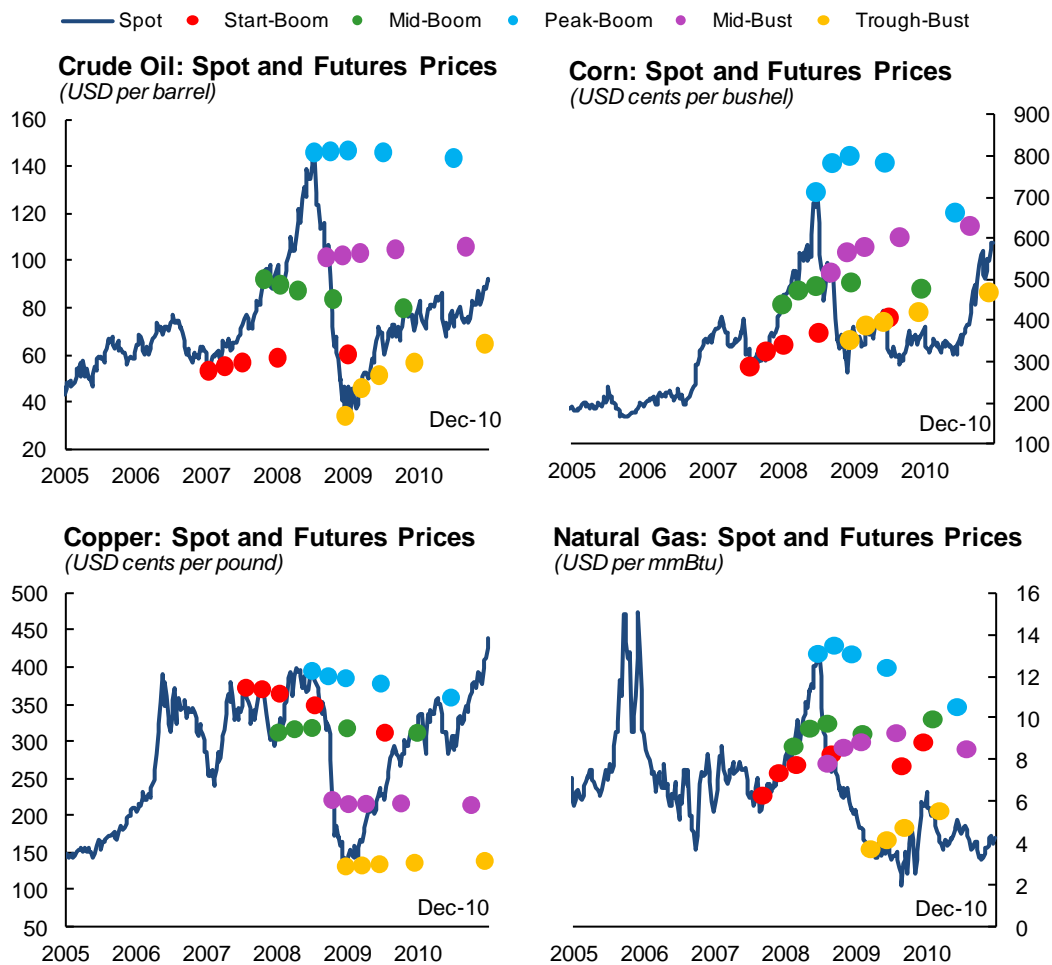 Spot Start-Boom Mid-Boom Peak-Boom Mid-Bust Trough-Bust
Crude Oil: Spot and Futures Prices
(USD per barrel)
160
140
120
100
80
60
40
20
Dec-10
2005 2006 2007 2008 2009 2010
Corn: Spot and Futures Prices
(USD cents per bushel)
900
800
700
600
500
400
300
200
100
Dec-10
2005 2006 2007 2008 2009 2010
Copper: Spot and Futures Prices
(USD cents per pound)
500
450
400
350
300
250
200
150
100
50
Dec-10
2005 2006 2007 2008 2009 2010
Natural Gas: Spot and Futures Prices
(USD per mmBtu)
16
14
12
10
8
6
4
2
0
Dec-10
2005 2006 2007 2008 2009 2010